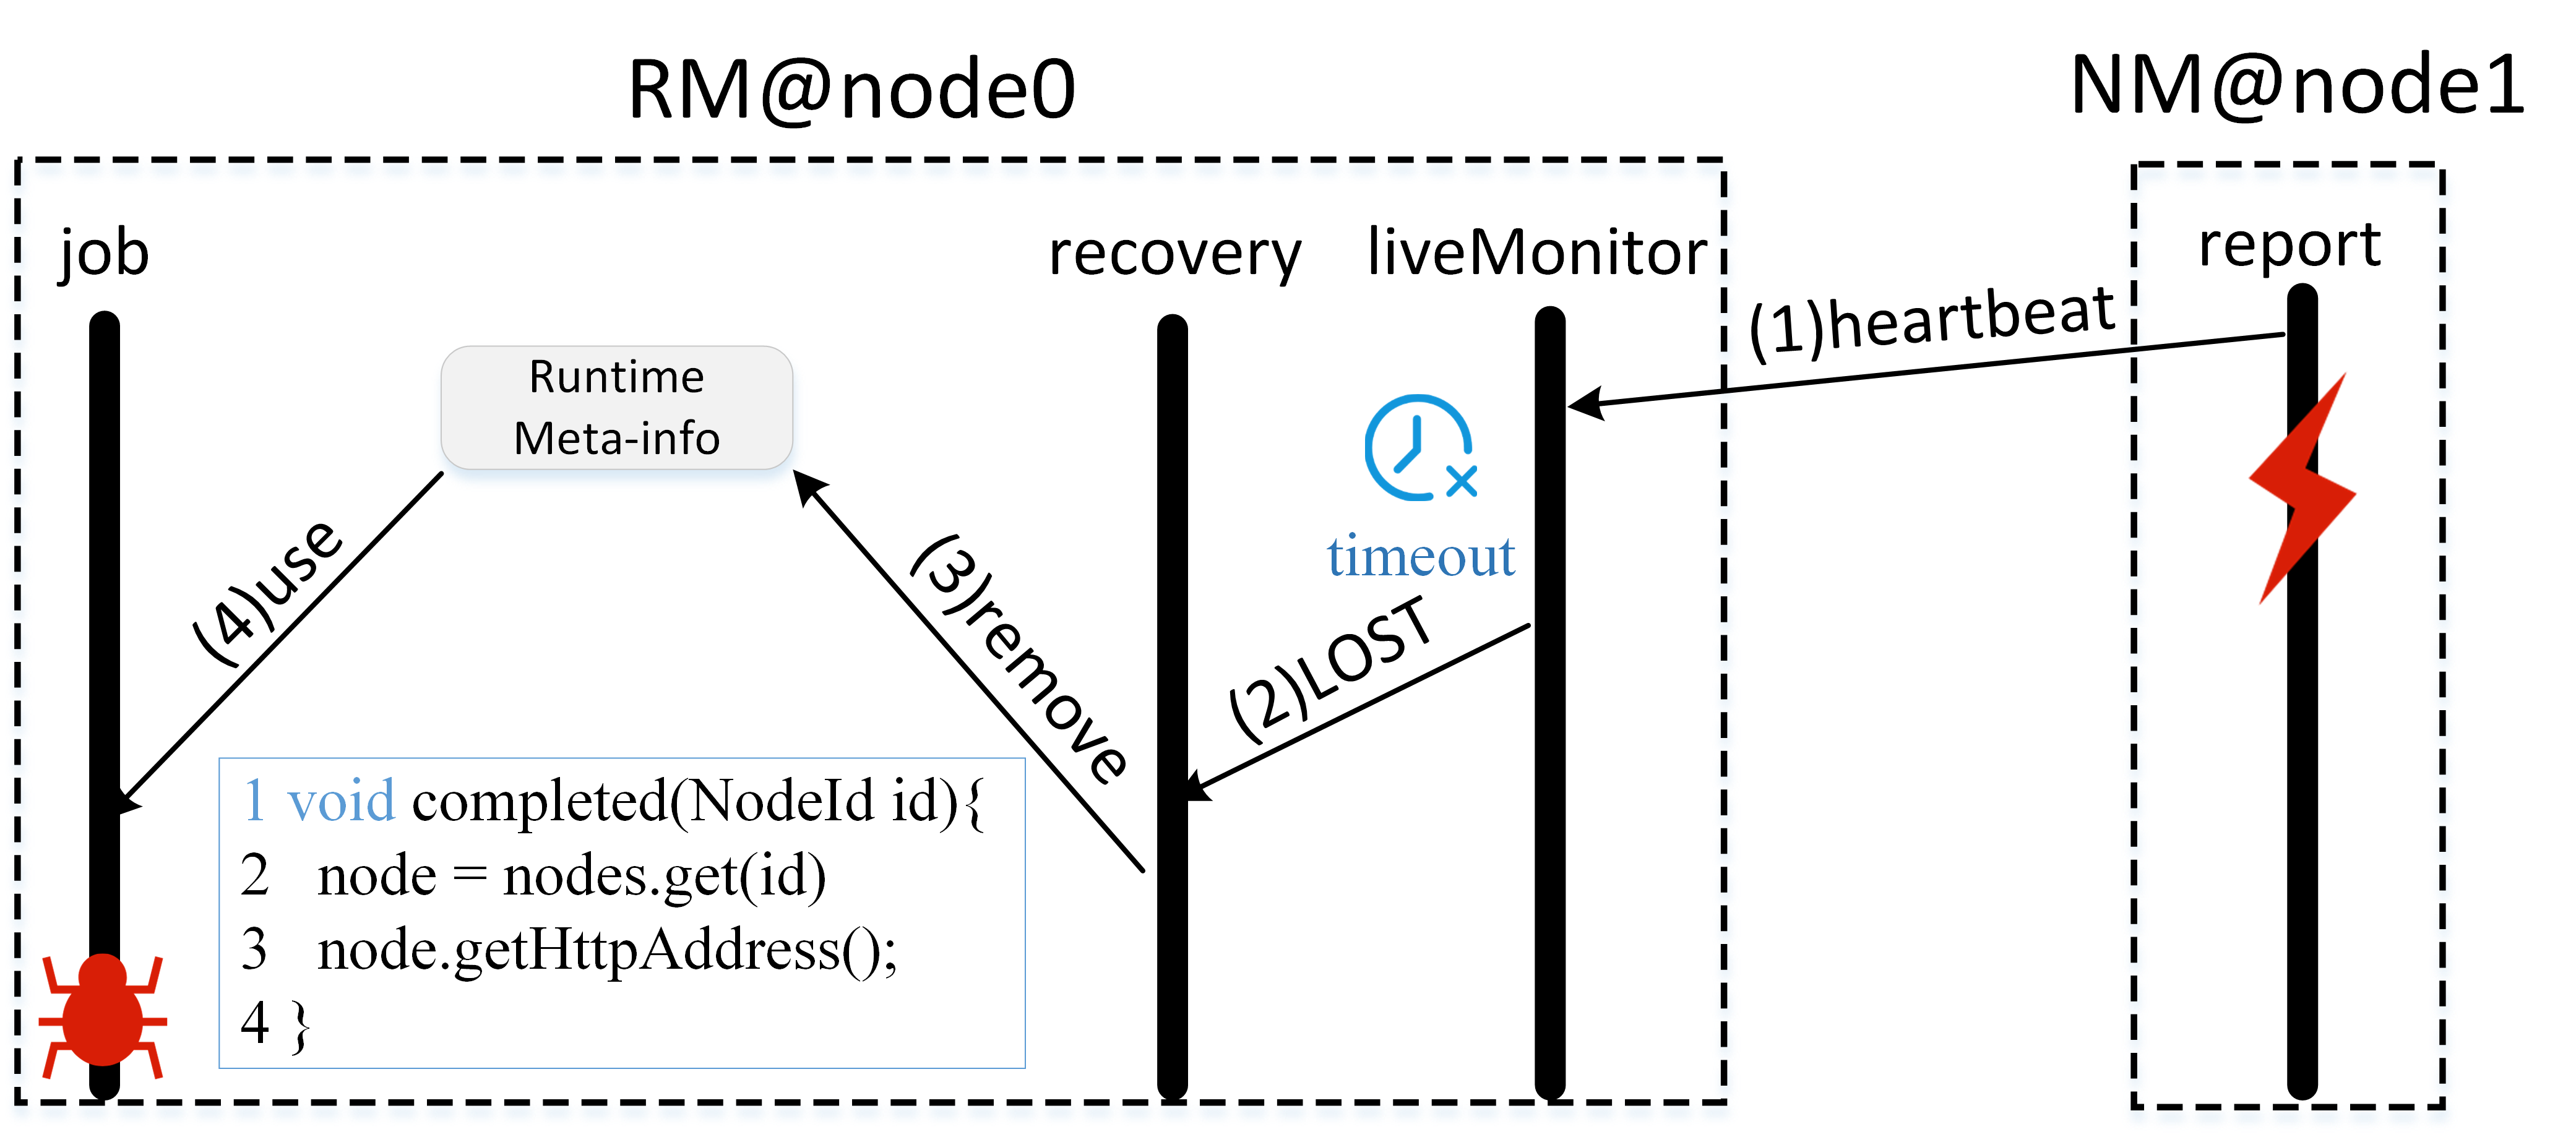 RM@node0
NM@node1
job
recovery
liveMonitor
report
(1)heartbeat
Runtime
Meta-info
timeout
(2)LOST
(3)remove
(4)use
1 void completed(NodeId id){
2 node = nodes.get(id)
3 node.getHttpAddress();
4 }